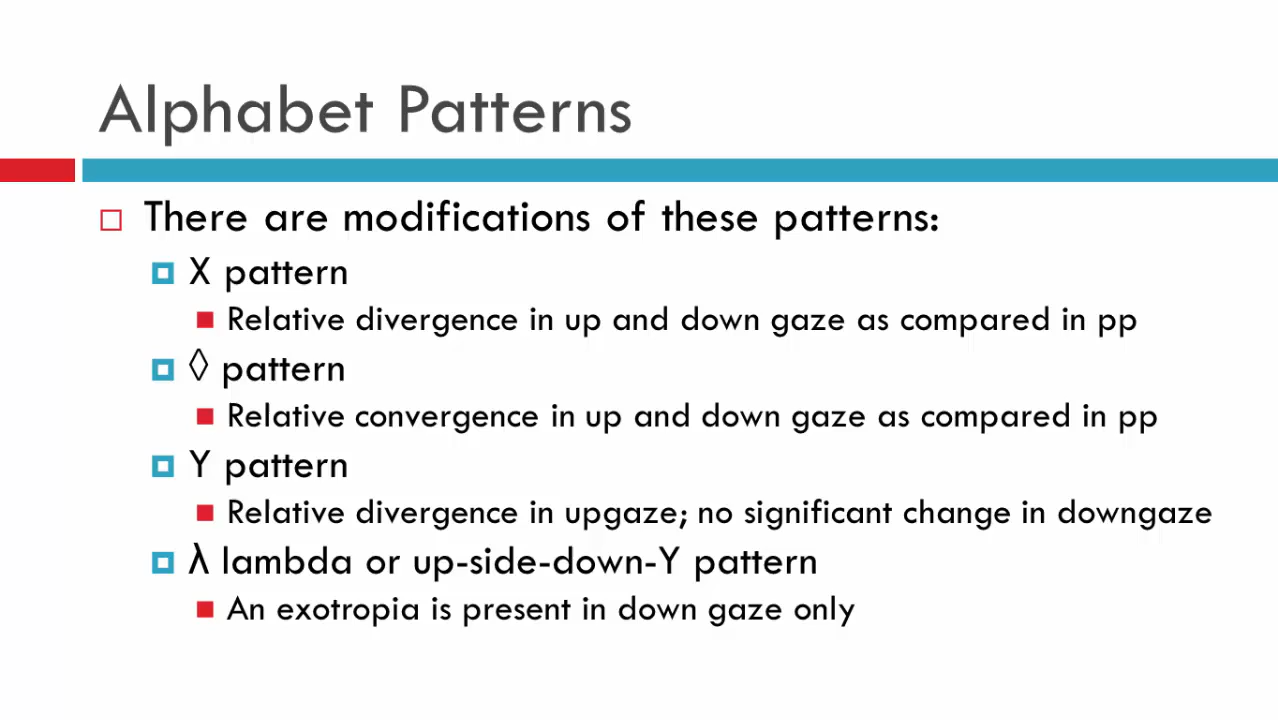 Alphabet Patterns
There are modifications of these patterns:
X pattern
Relative divergence in up and down gaze as compared in pp
◊ pattern
Relative convergence in up and down gaze as compared in pp
Y pattern
Relative divergence in upgaze; no significant change in downgaze
λ lambda or up-side-down-Y pattern
An exotropia is present in down gaze only